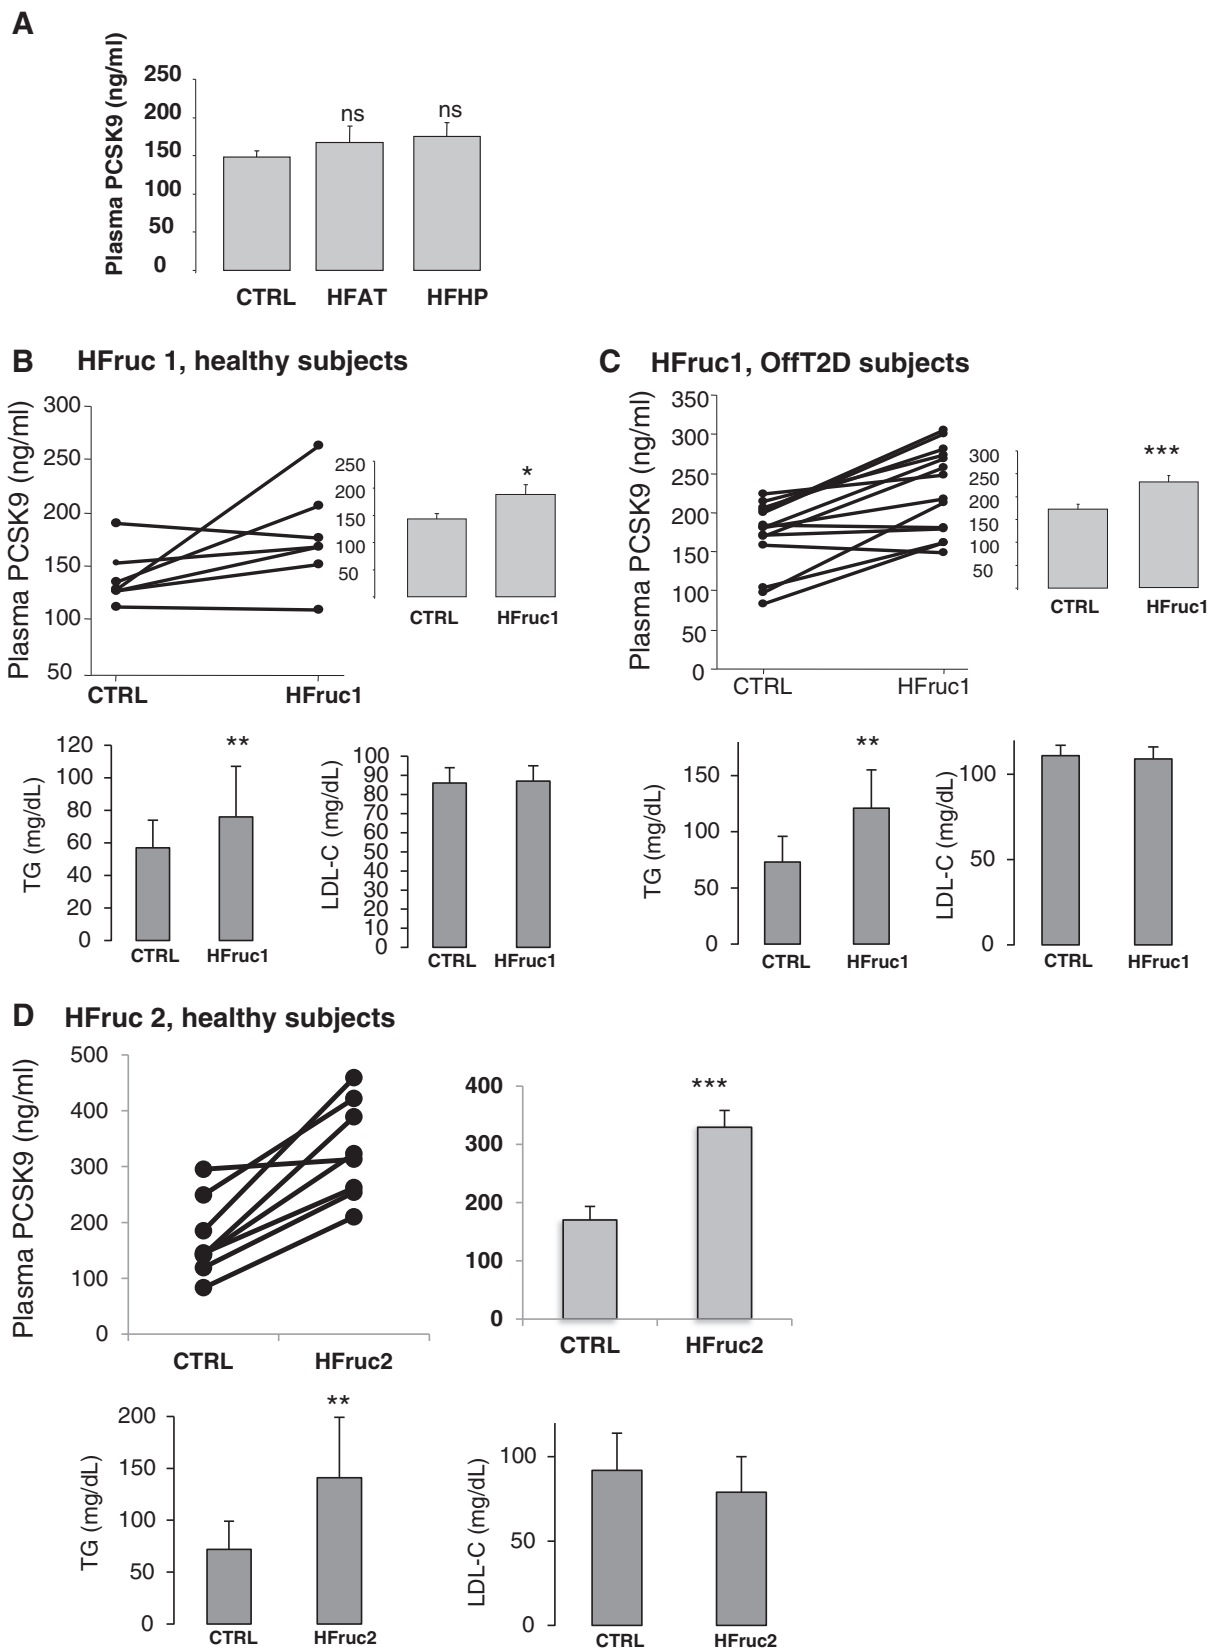 A
Plasma PCSK9 (ng/ml)
250
200
150
100
50
0
ns
ns
CTRL HFAT HFHP
B HFruc 1, healthy subjects
Plasma PCSK9 (ng/ml)
300
250
200
150
100
50
CTRL HFruc1
250
200
150
100
50
*
CTRL HFruc1
TG (mg/dL)
120
100
80
60
40
20
0
**
CTRL HFruc1
LDL-C (mg/dL)
100
90
80
70
60
50
40
30
20
10
0
CTRL HFruc1
C HFruc1, OffT2D subjects
Plasma PCSK9 (ng/ml)
350
300
250
200
150
100
50
0
CTRL HFruc1
300
250
200
150
100
50
***
CTRL HFruc1
TG (mg/dL)
150
100
50
0
**
CTRL HFruc1
LDL-C (mg/dL)
100
50
0
CTRL HFruc1
D HFruc 2, healthy subjects
Plasma PCSK9 (ng/ml)
500
400
300
200
100
0
CTRL HFruc2
400
300
200
100
0
***
CTRL HFruc2
TG (mg/dL)
200
150
100
50
0
**
CTRL HFruc2
LDL-C (mg/dL)
100
50
0
CTRL HFruc2